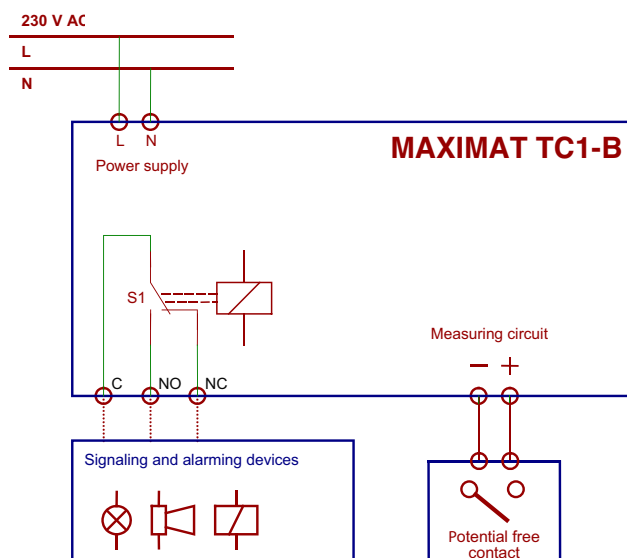 230 V AC
L
N
L N
Power supply
MAXIMAT TC1-B
S1
Measuring circuit
− +
C NO NC
Signaling and alarming devices
Potential free
contact